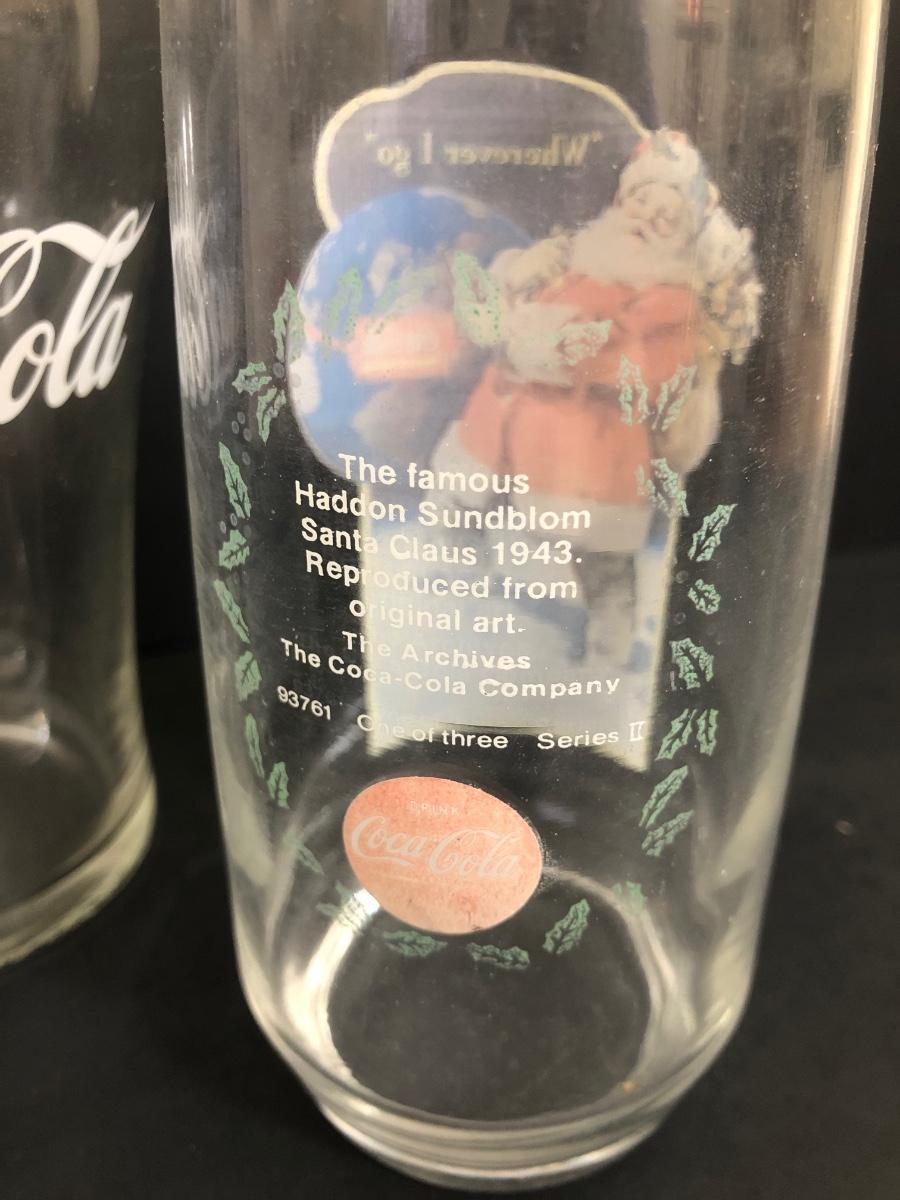 "Wherever I go"
Cola
The famous
Haddon Sundblom
Santa Claus 1943.
Reproduced from
original art.
The Archives
The Coca-Cola Company
93761 One of three Series II
DRINK
Coca-Cola